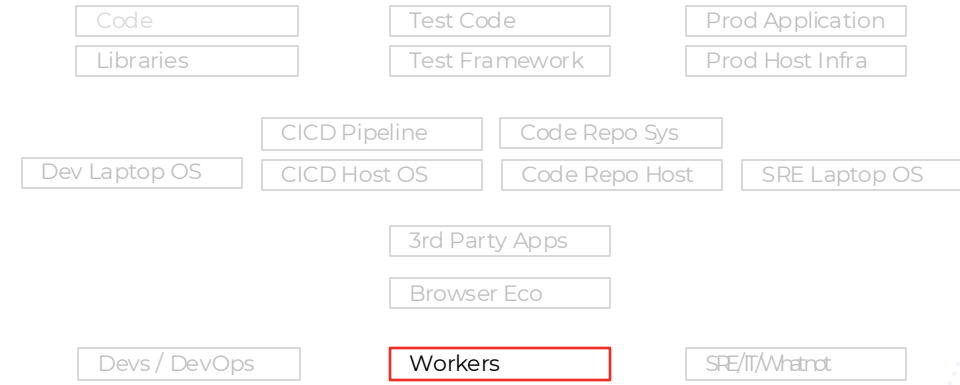 Code
Test Code
Prod Application
Libraries
Test Framework
Prod Host Infra
CICD Pipeline
Code Repo Sys
Dev Laptop OS
CICD Host OS
Code Repo Host
SRE Laptop OS
3rd Party Apps
Browser Eco
Devs / DevOps
Workers
SRE/IT/Whatnot